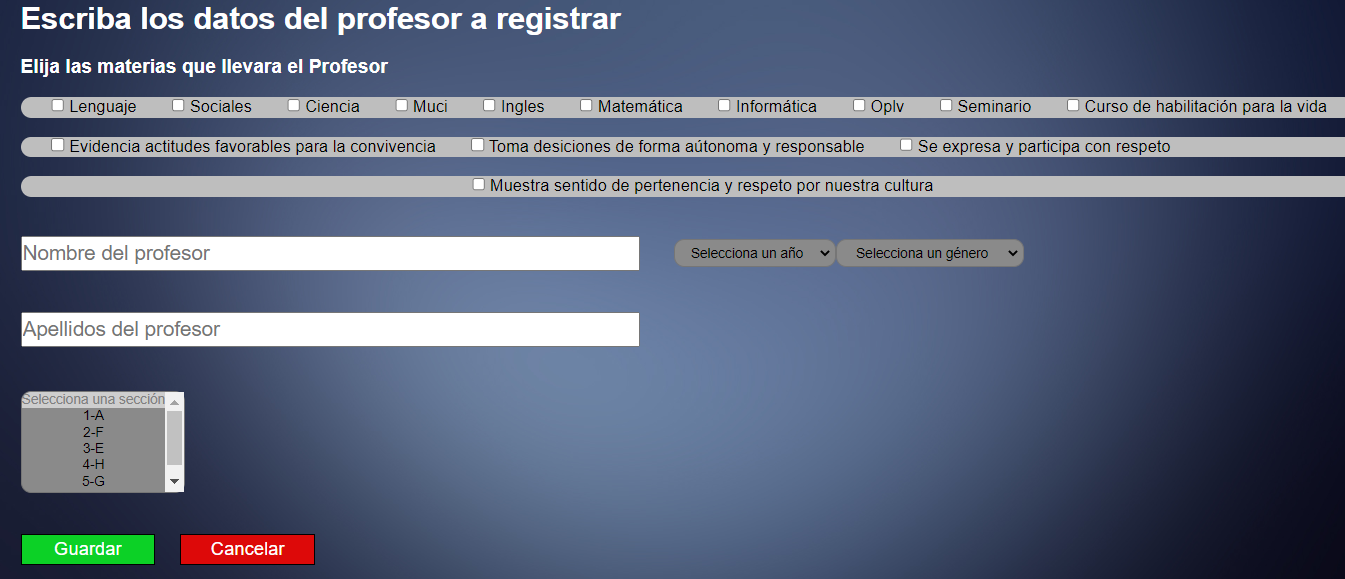 Escriba los datos del profesor a registrar
Elija las materias que llevara el Profesor
Lenguaje Sociales Ciencia Muci Ingles Matemática Informática Oplv Seminario Curso de habilitación para la vida
Evidencia actitudes favorables para la convivencia Toma desiciones de forma aútonoma y responsable Se expresa y participa con respeto
Muestra sentido de pertenencia y respeto por nuestra cultura
Nombre del profesor Selecciona un año Selecciona un género
Apellidos del profesor
Selecciona una sección
1-A
2-F
3-E
4-H
5-G
Guardar Cancelar